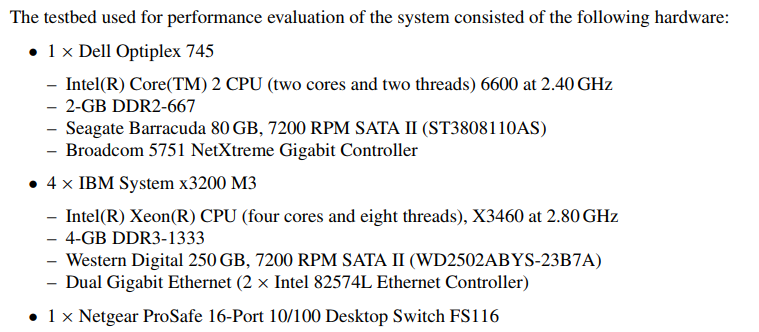 The testbed used for performance evaluation of the system consisted of the following hardware:
• 1 × Dell Optiplex 745
– Intel(R) Core(TM) 2 CPU (two cores and two threads) 6600 at 2.40 GHz
– 2-GB DDR2-667
– Seagate Barracuda 80 GB, 7200 RPM SATA II (ST3808110AS)
– Broadcom 5751 NetXtreme Gigabit Controller
• 4 × IBM System x3200 M3
– Intel(R) Xeon(R) CPU (four cores and eight threads), X3460 at 2.80 GHz
– 4-GB DDR3-1333
– Western Digital 250 GB, 7200 RPM SATA II (WD2502ABYS-23B7A)
– Dual Gigabit Ethernet (2 × Intel 82574L Ethernet Controller)
• 1 × Netgear ProSafe 16-Port 10/100 Desktop Switch FS116